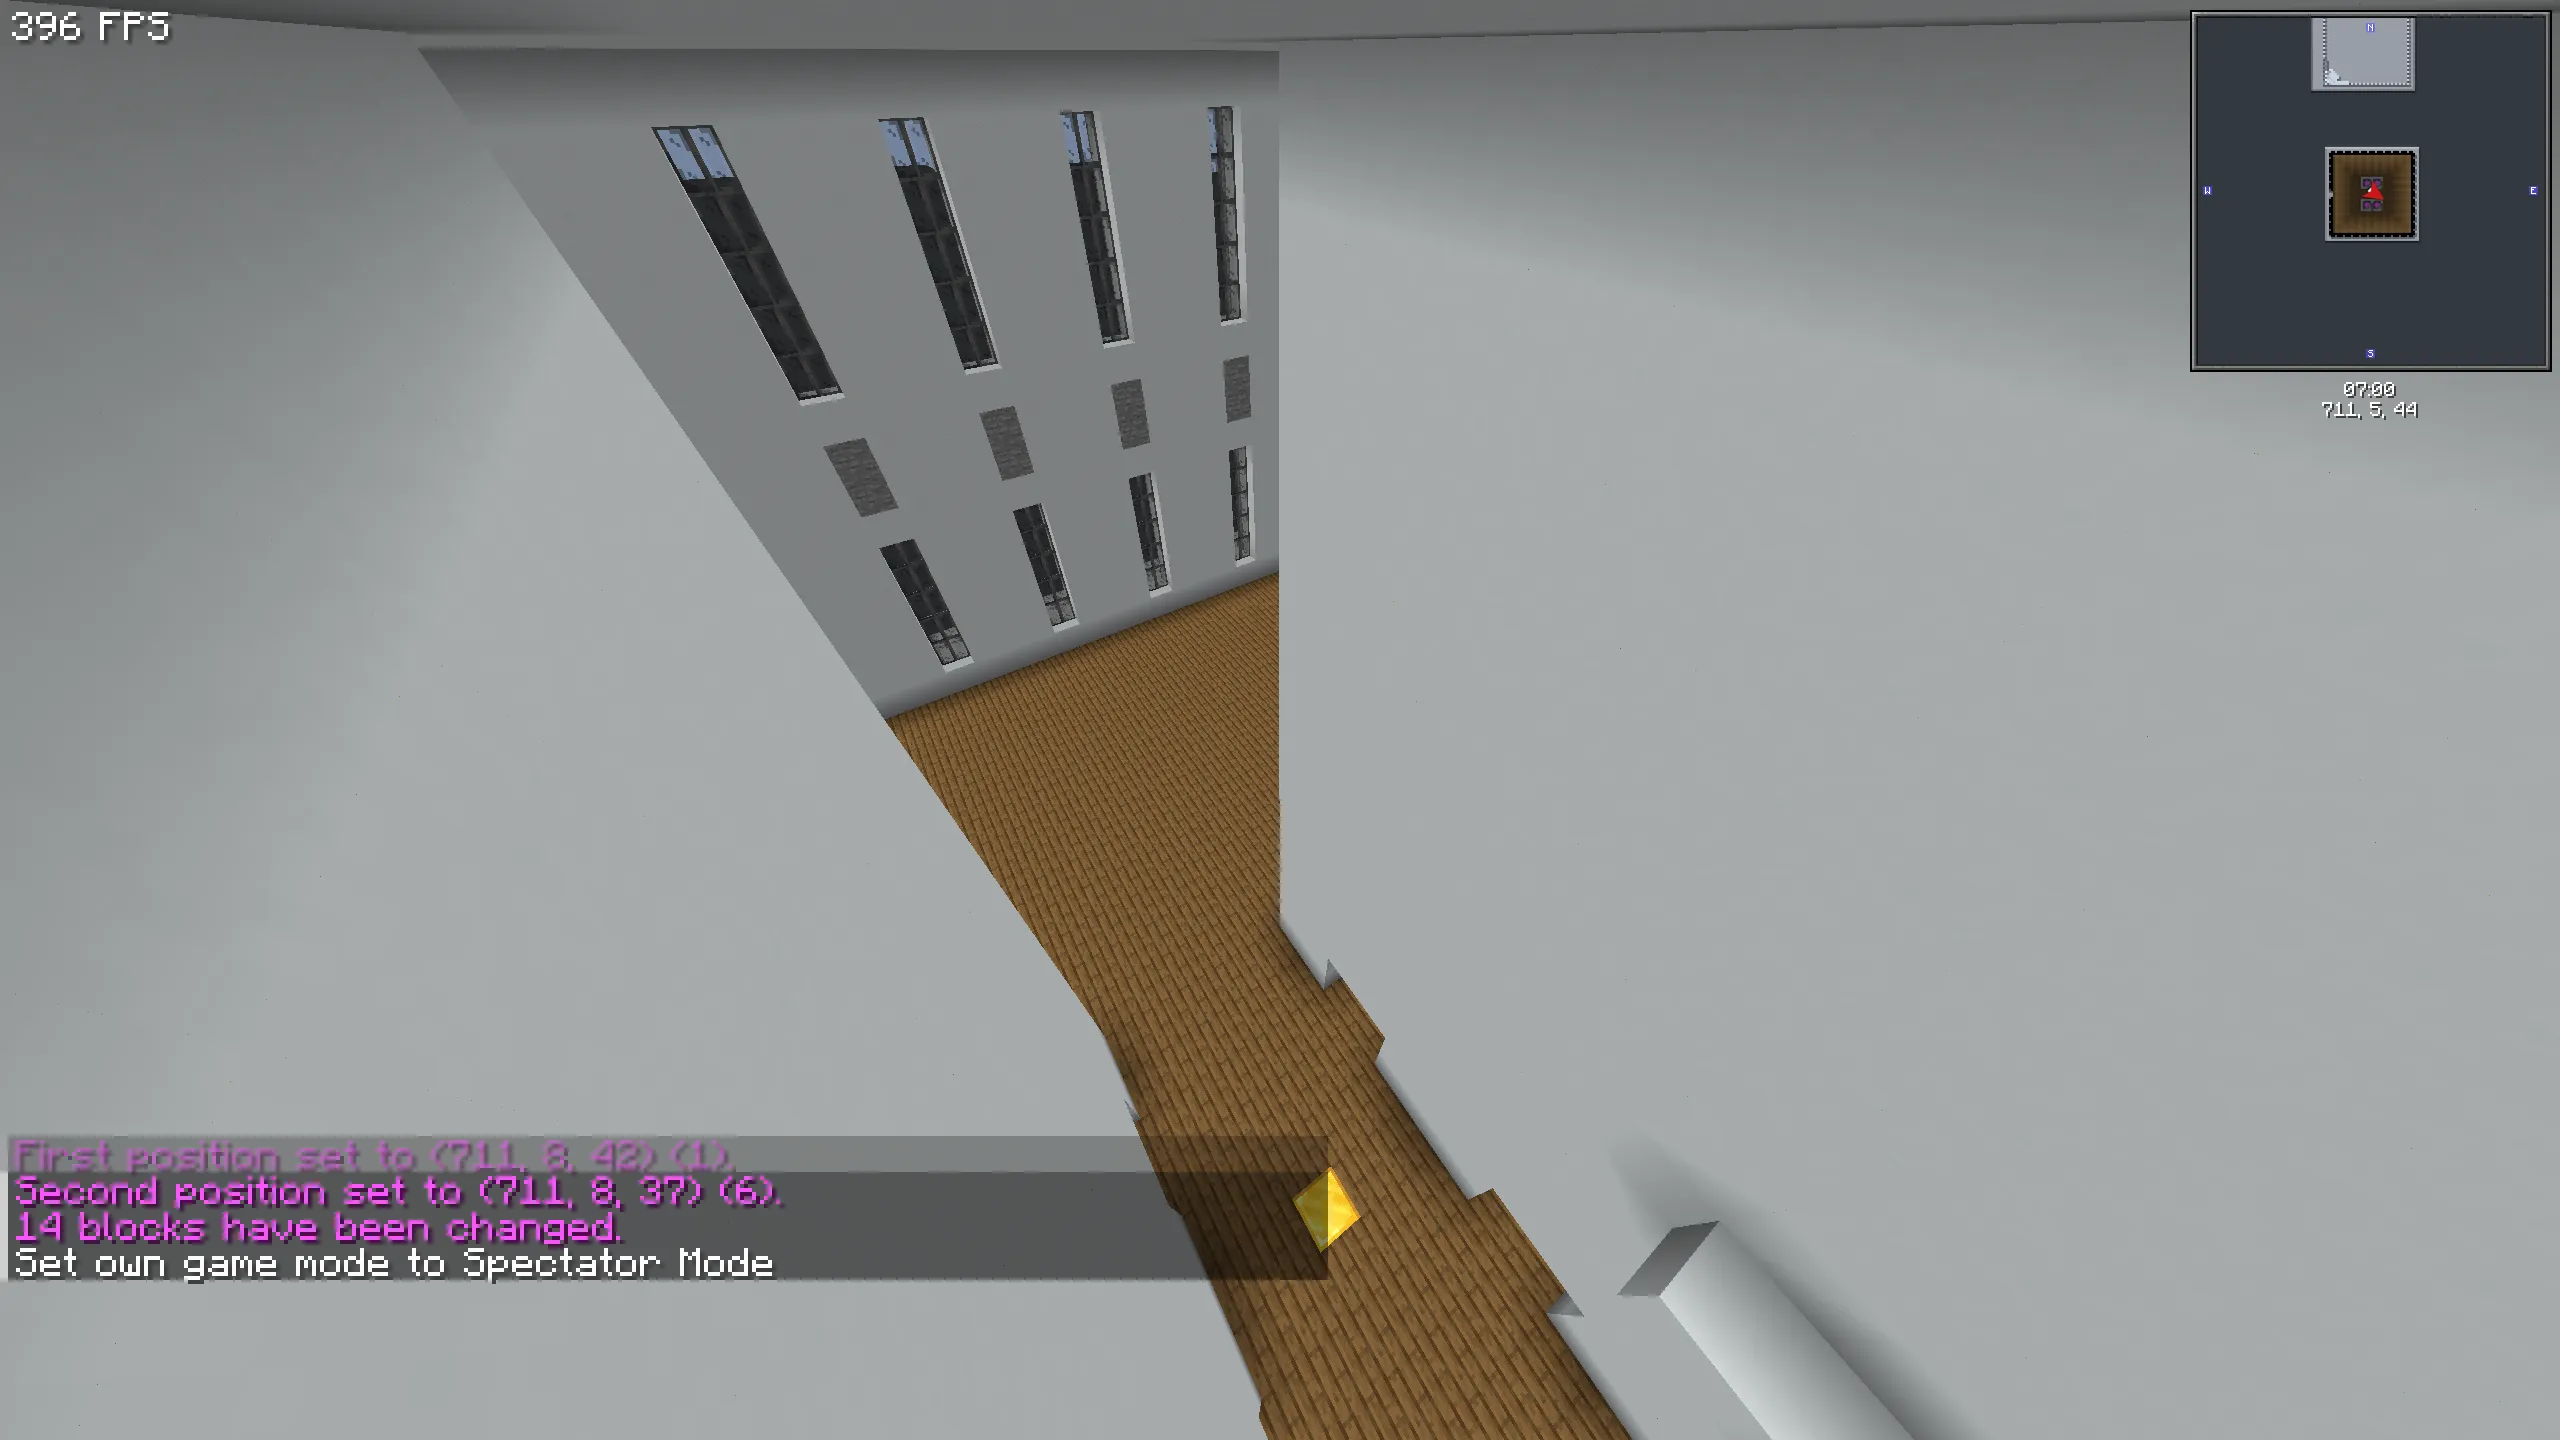 396 FPS
N
W
E
S
07:00
711, 5, 44
First position set to (711, 8, 42) (1).
Second position set to (711, 8, 37) (6).
14 blocks have been changed.
Set own game mode to Spectator Mode